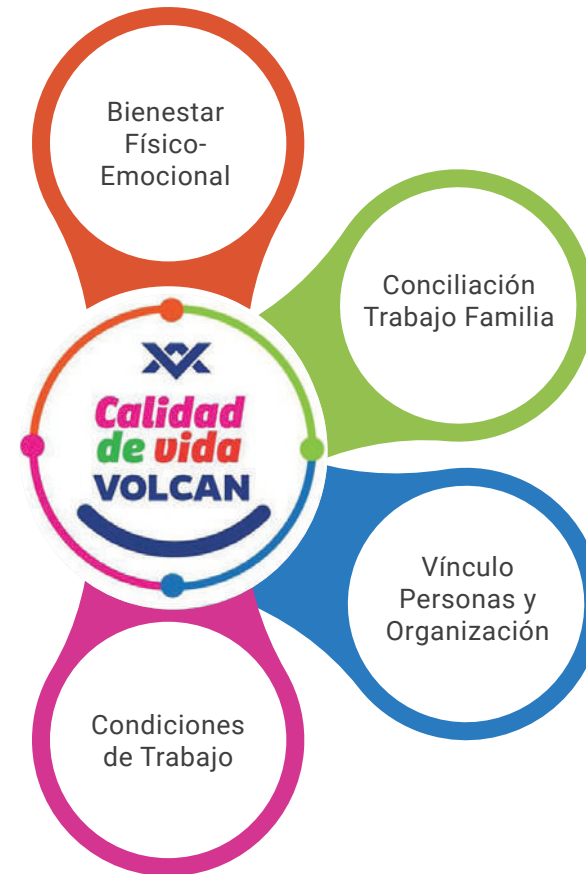 Bienestar
Físico-
Emocional
Conciliación
Trabajo Familia
Calidad
de vida
VOLCAN
Vínculo
Personas y
Organización
Condiciones
de Trabajo